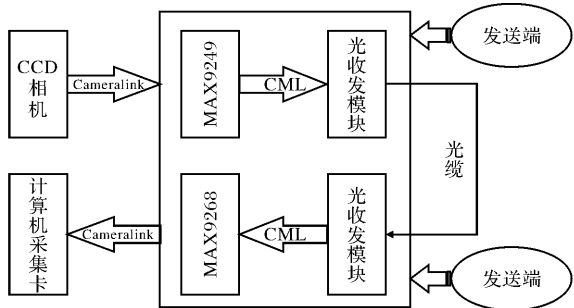 CCD
相机
Cameralink
MAX9249
CML
光收发模块
发送端
光缆
计算机采集卡
Cameralink
MAX9268
CML
光收发模块
发送端